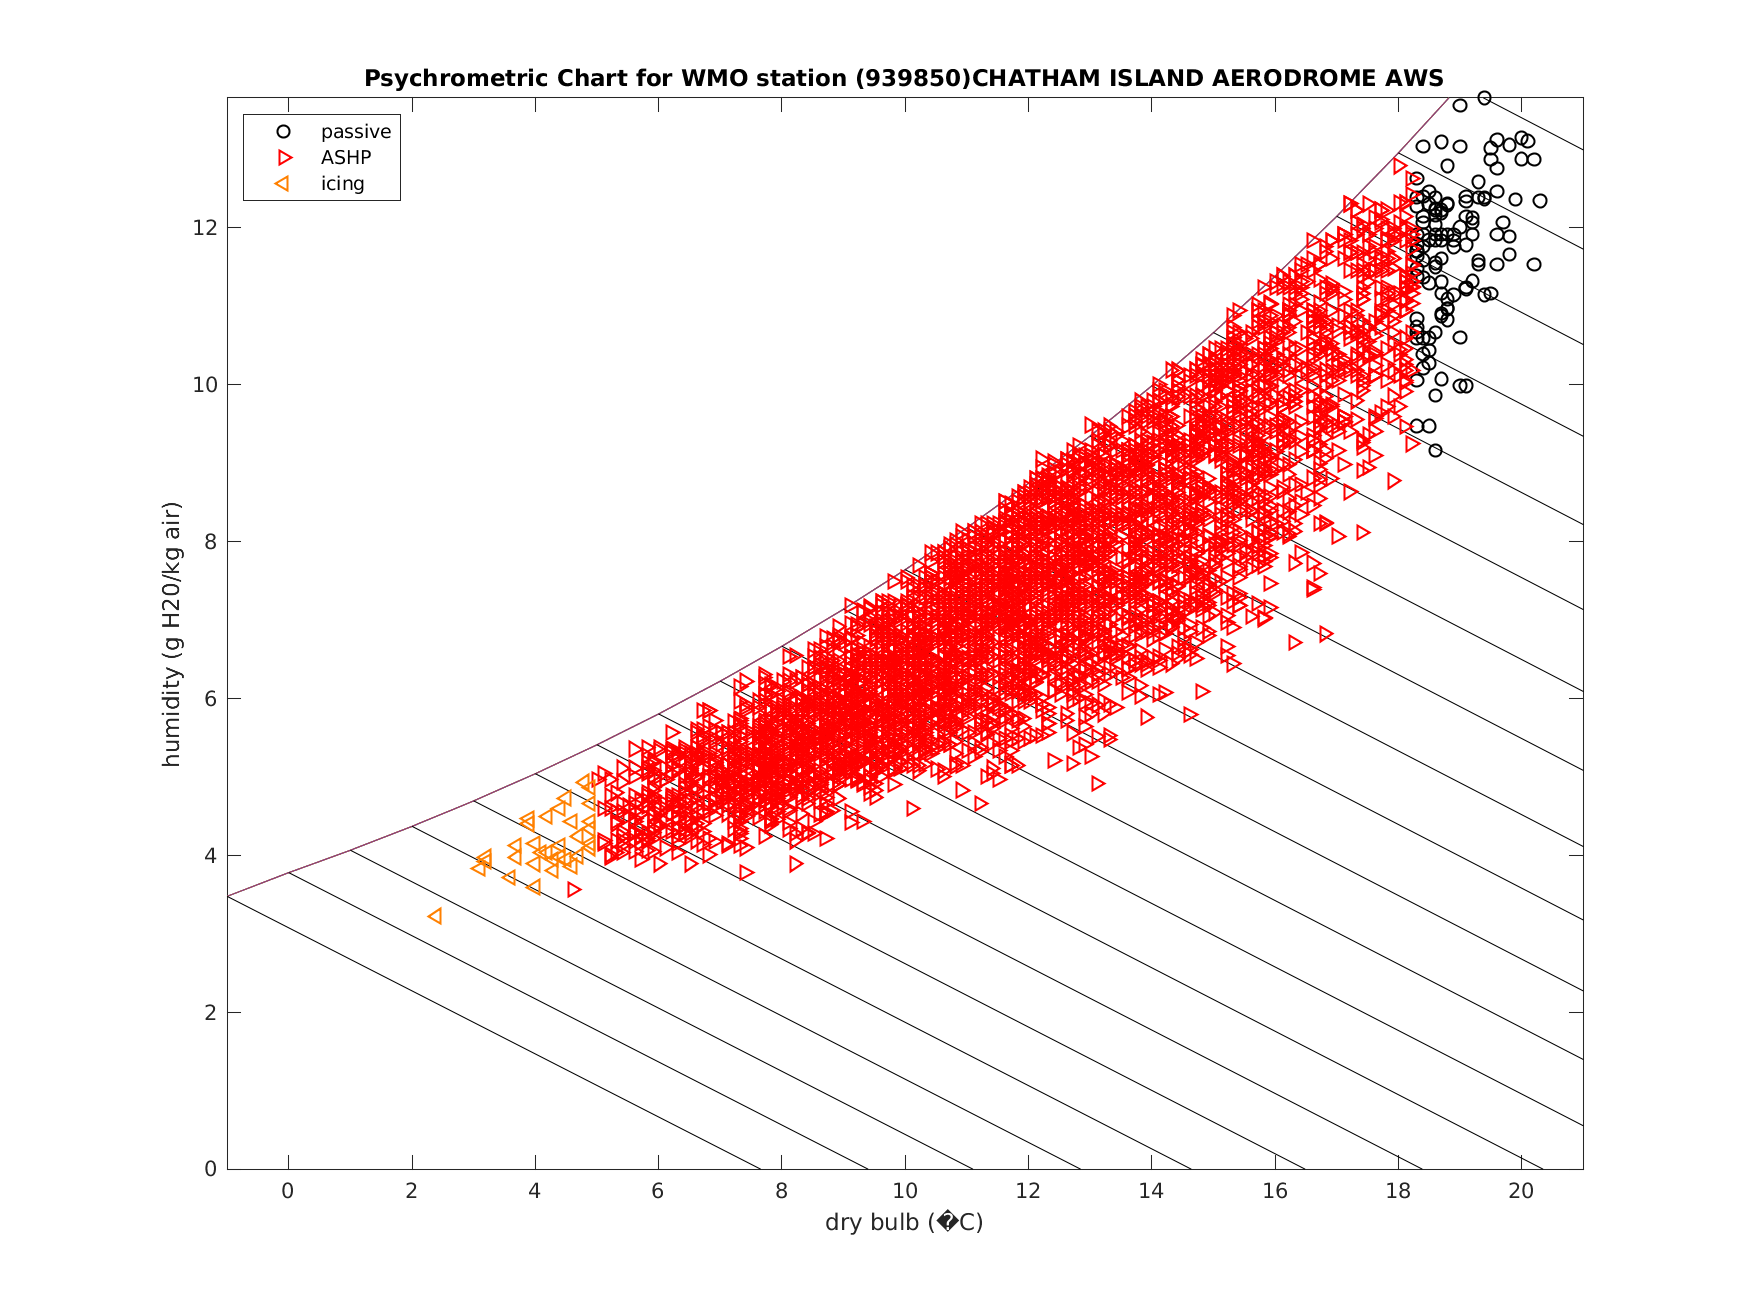 Psychrometric Chart for WMO station (939850)CHATHAM ISLAND AERODROME AWS
passive
ASHP
icing
humidity (g H20/kg air)
12
10
8
6
4
2
0
0 2 4 6 8 10 12 14 16 18 20
dry bulb (�C)